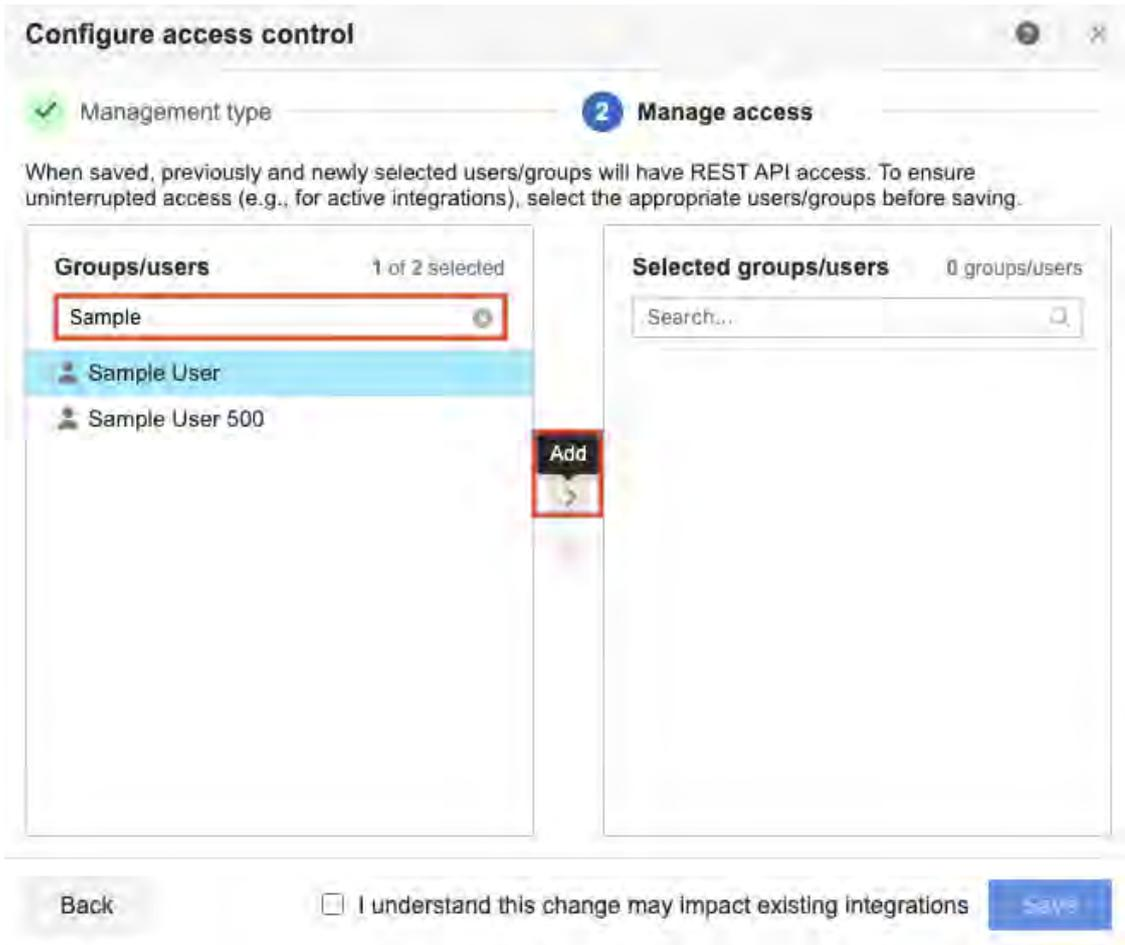 Configure access control
Management type
2 Manage access
When saved, previously and newly selected users/groups will have REST API access. To ensure
uninterrupted access (e.g., for active integrations), select the appropriate users/groups before saving.
Groups/users 1 of 2 selected
Sample
Sample User
Sample User 500
Add
Selected groups/users 0 groups/users
Search...
Back
I understand this change may impact existing integrations
Save